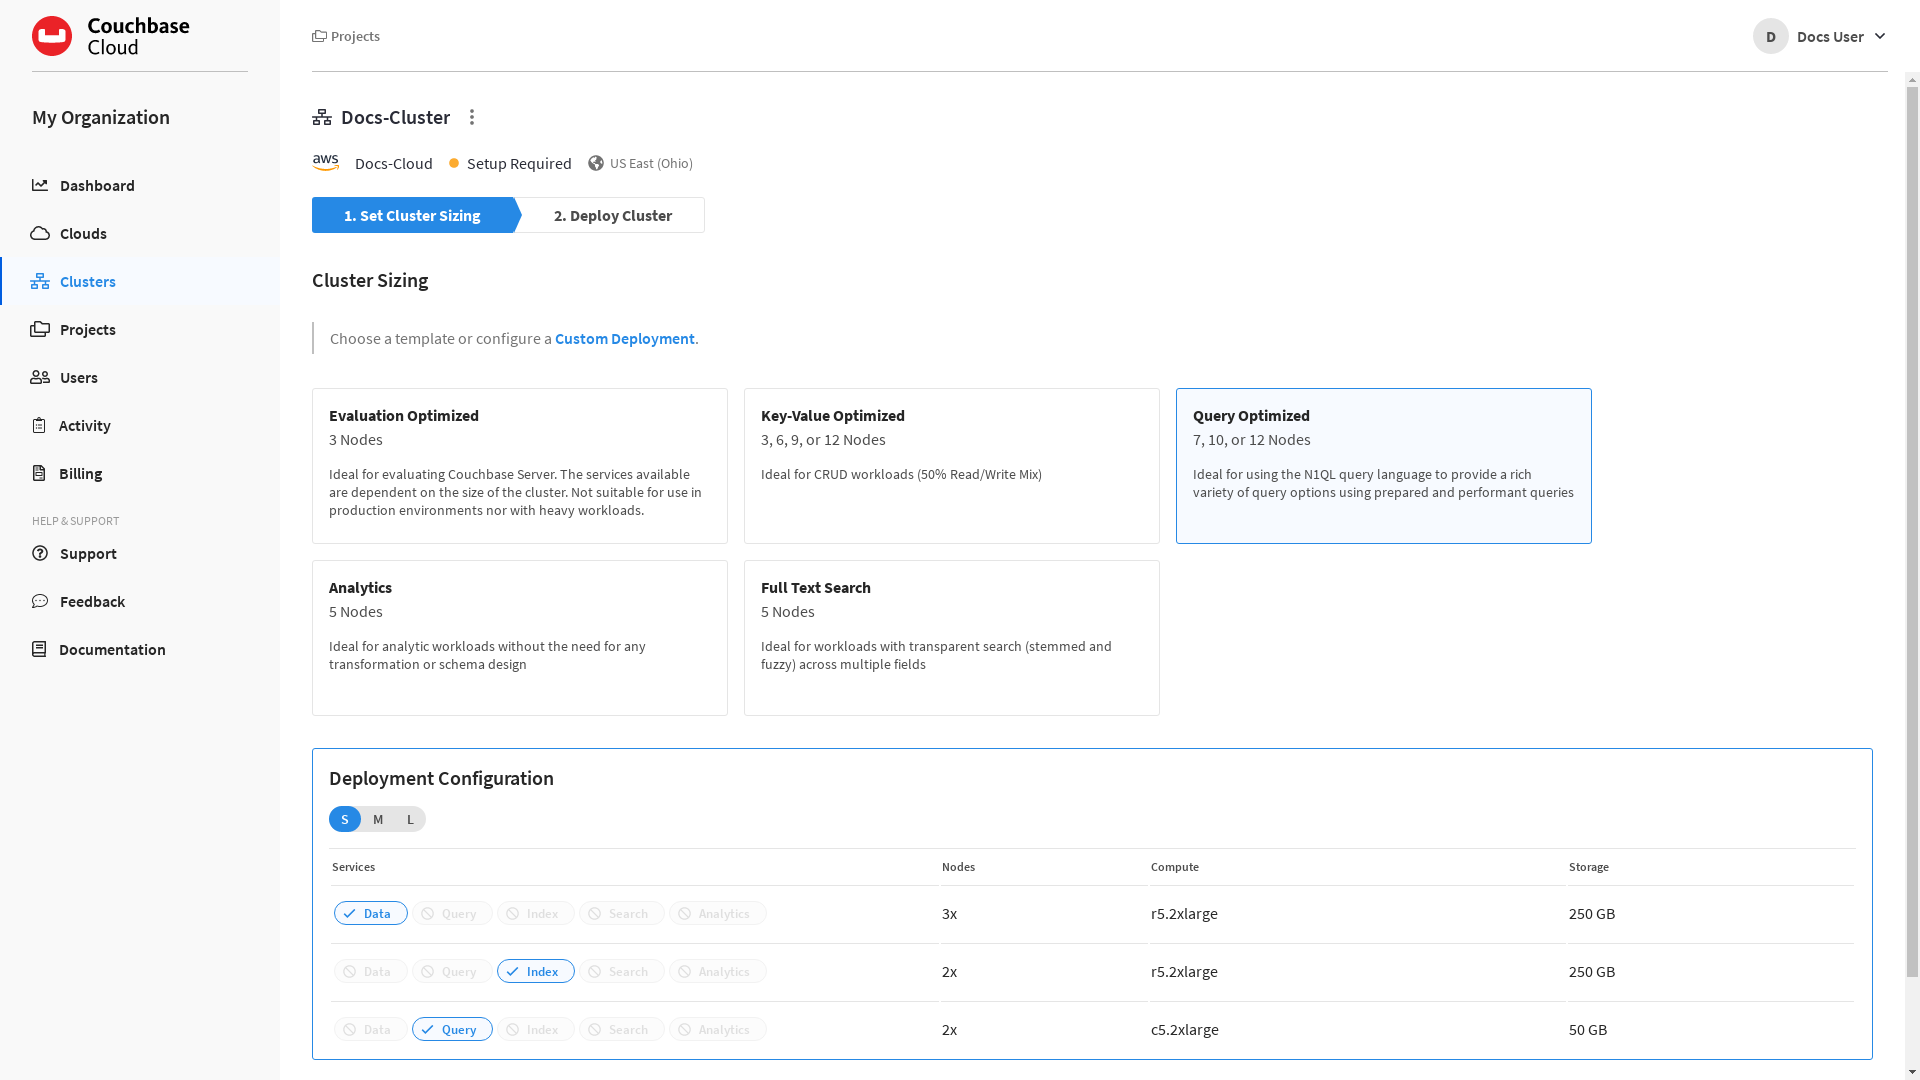 Couchbase
Cloud
My Organization
Dashboard
Clouds
Clusters
Projects
Users
Activity
Billing
HELP & SUPPORT
Support
Feedback
Documentation
Projects
D Docs User
Docs-Cluster
aws Docs-Cloud Setup Required US East (Ohio)
1. Set Cluster Sizing 2. Deploy Cluster
Cluster Sizing
Choose a template or configure a Custom Deployment.
Evaluation Optimized
3 Nodes
Ideal for evaluating Couchbase Server. The services available
are dependent on the size of the cluster. Not suitable for use in
production environments nor with heavy workloads.
Key-Value Optimized
3, 6, 9, or 12 Nodes
Ideal for CRUD workloads (50% Read/Write Mix)
Query Optimized
7, 10, or 12 Nodes
Ideal for using the N1QL query language to provide a rich
variety of query options using prepared and performant queries
Analytics
5 Nodes
Ideal for analytic workloads without the need for any
transformation or schema design
Full Text Search
5 Nodes
Ideal for workloads with transparent search (stemmed and
fuzzy) across multiple fields
Deployment Configuration
S M L
Services Nodes Compute Storage
Data Query Index Search Analytics 3x r5.2xlarge 250 GB
Data Query Index Search Analytics 2x r5.2xlarge 250 GB
Data Query Index Search Analytics 2x c5.2xlarge 50 GB